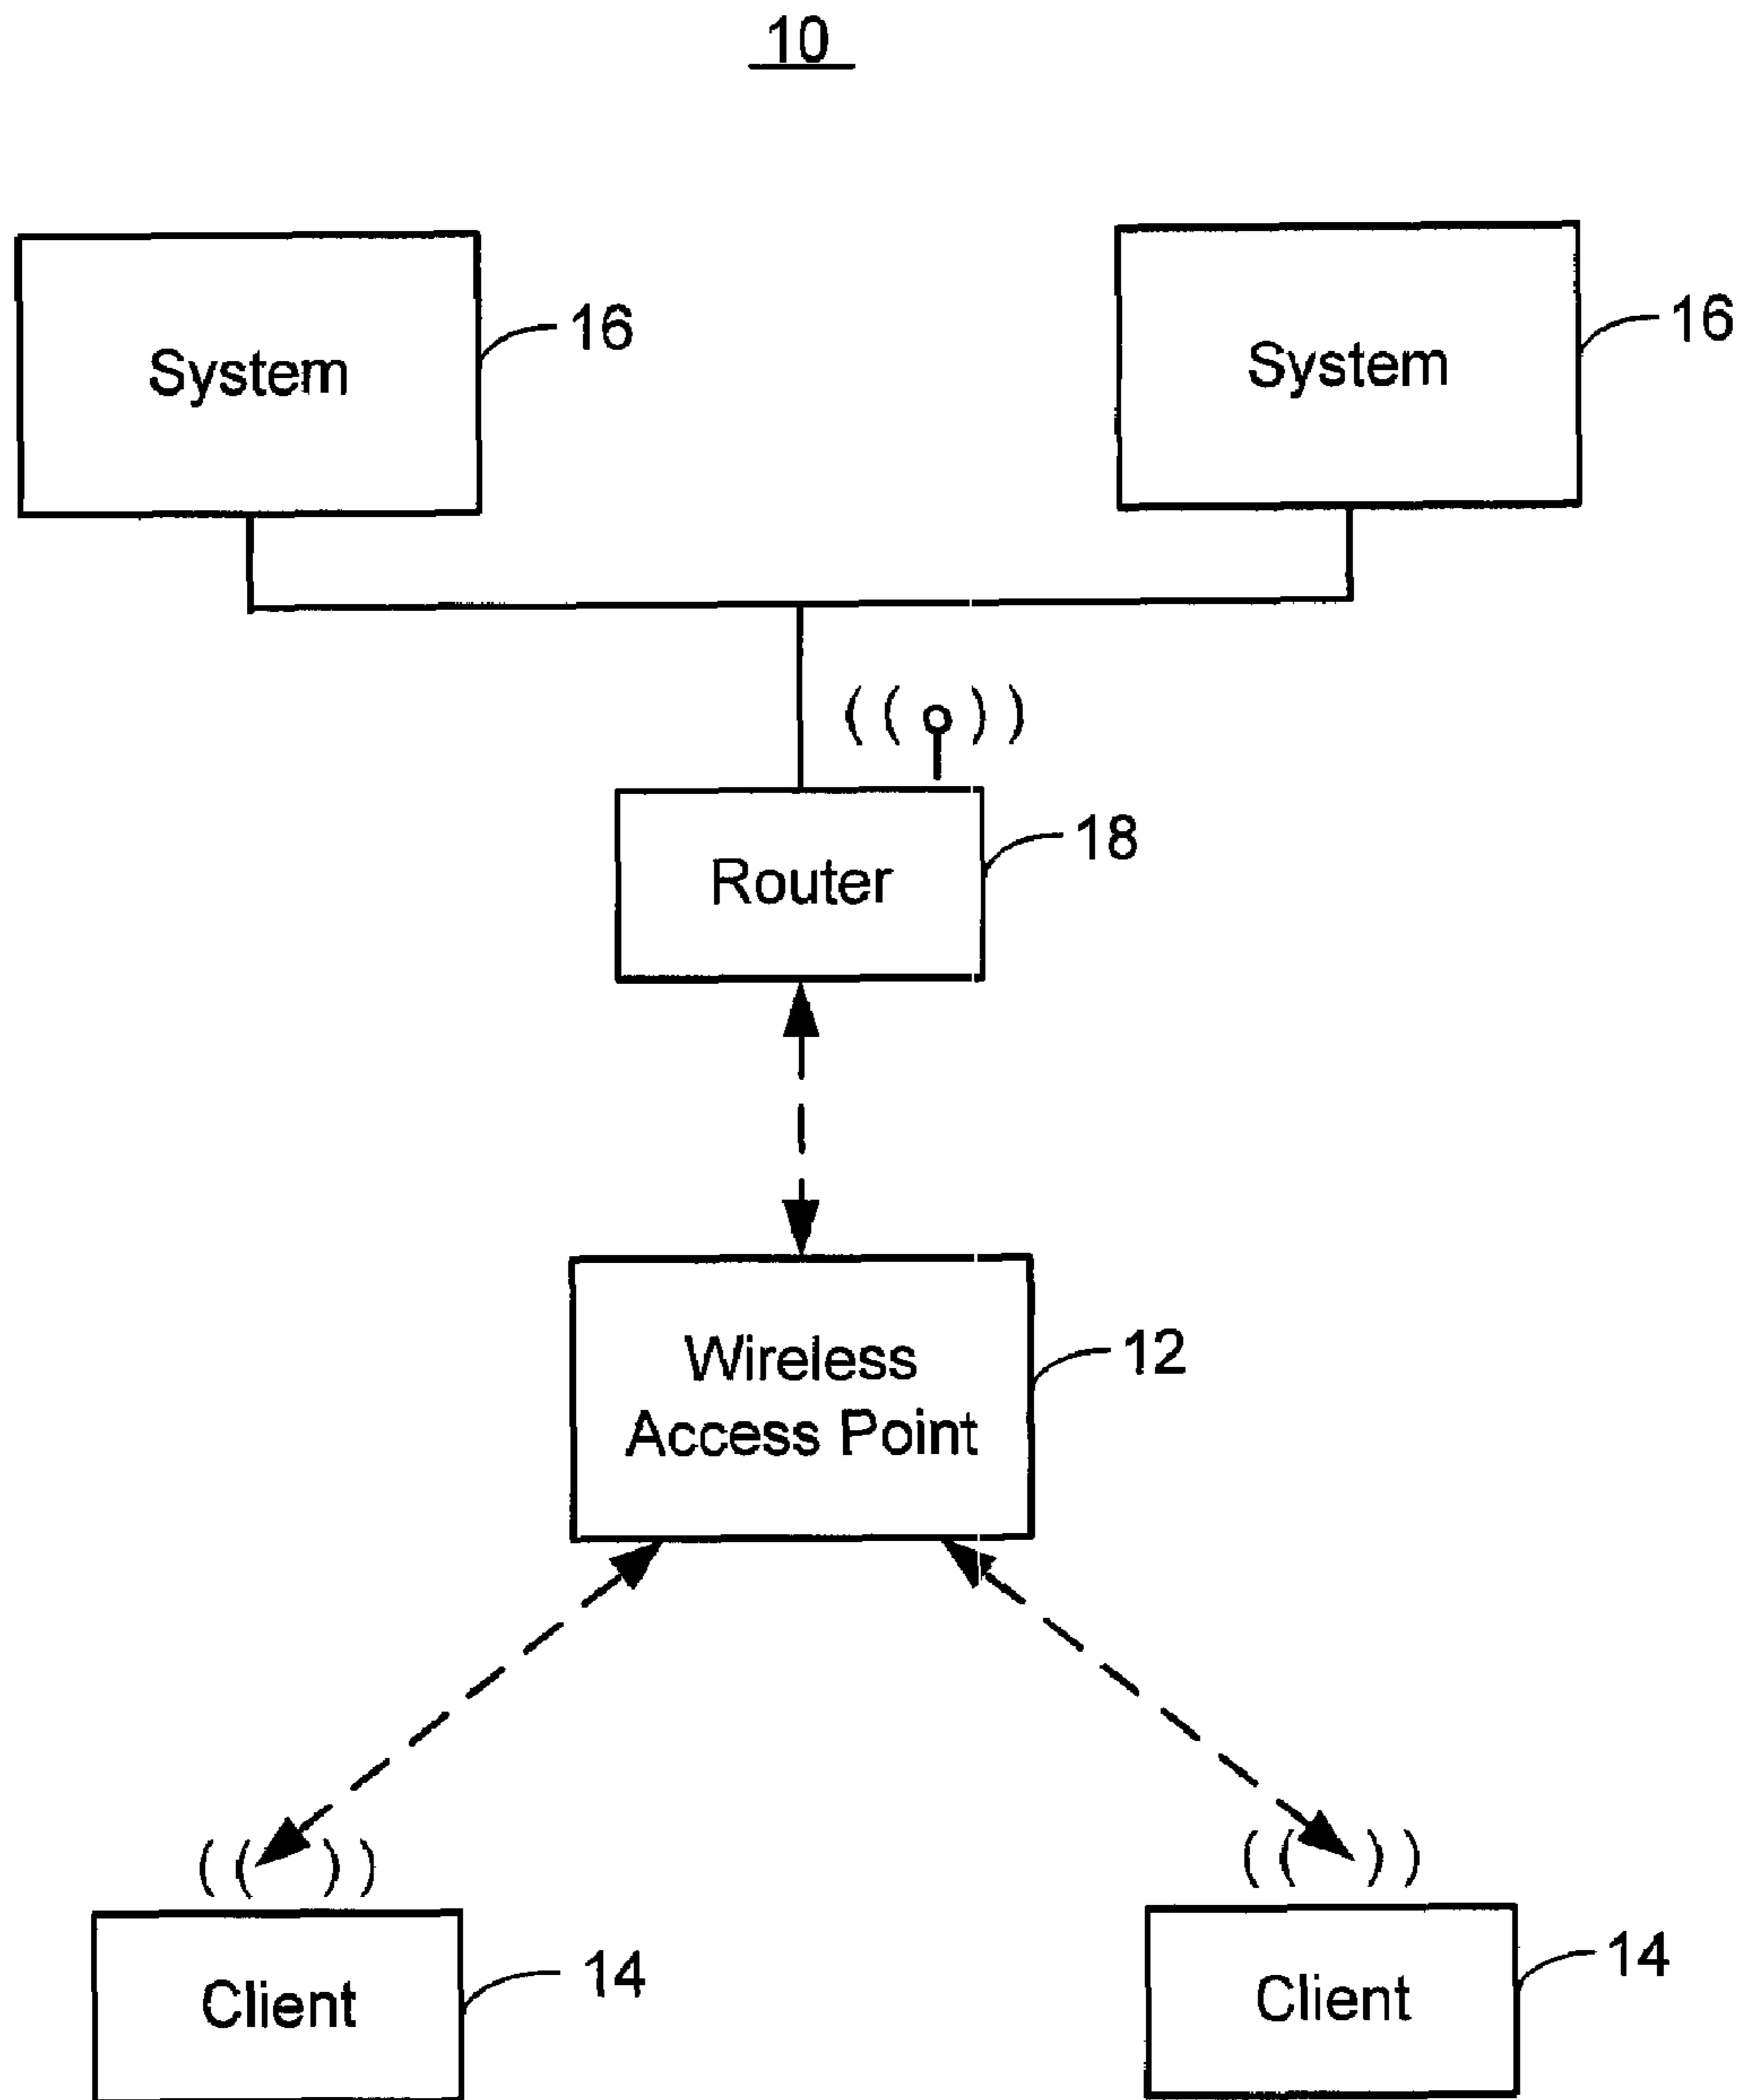 10
System
16
System
16
Router
18
Wireless
Access Point
12
Client
14
Client
14